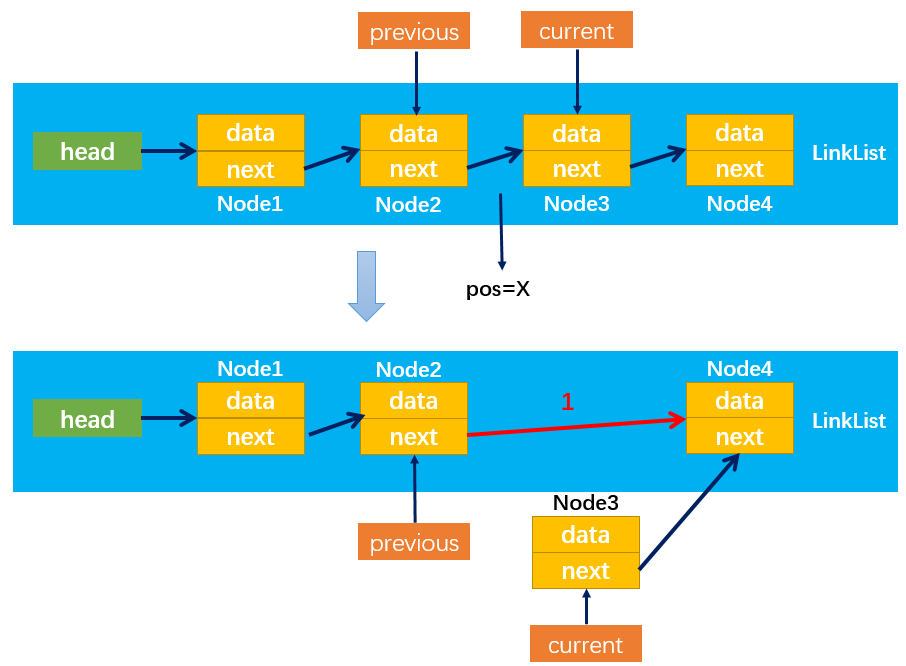 previous
current
head
data
next
Node1
data
next
Node2
data
next
Node3
data
next
Node4
LinkList
pos=X
head
Node1
data
next
Node2
data
next
1
Node4
data
next
LinkList
previous
Node3
data
next
current